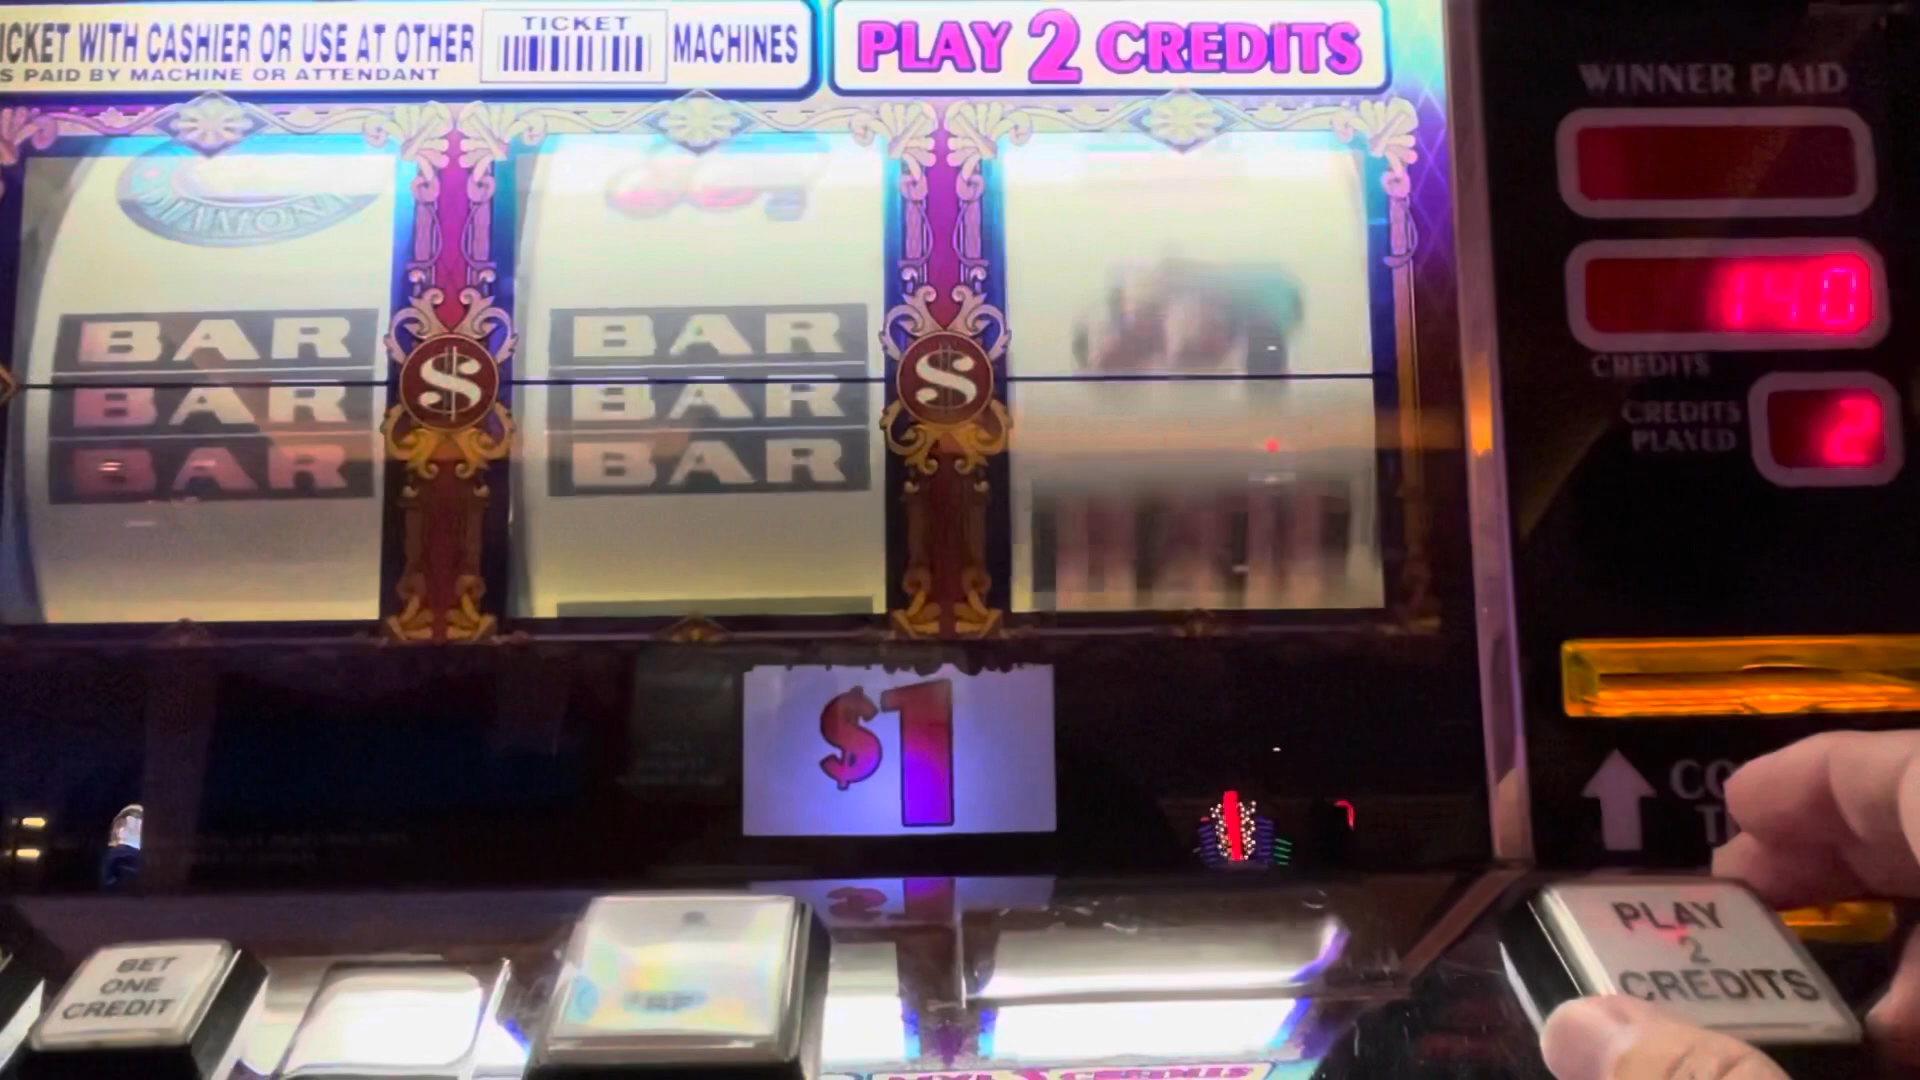 ICKET WITH CASHIER OR USE AT OTHER
TICKET
MACHINES
S PAID BY MACHINE OR ATTENDANT
PLAY 2 CREDITS
WINNER PAID
140
CREDITS
CREDITS
PLAYED
2
DIAMOND
BAR
BAR
BAR
BAR
BAR
BAR
$
$
$1
BET
ONE
CREDIT
PLAY
2
CREDITS